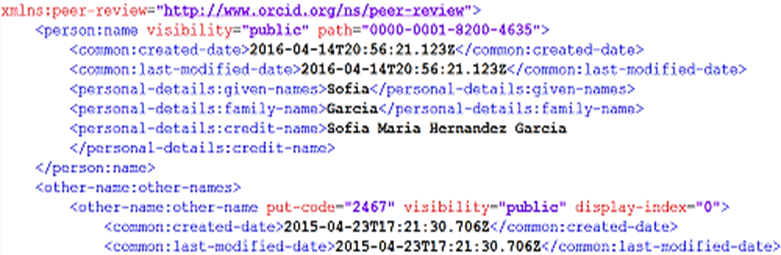 xmlns:peer-review="http://www.orcid.org/ns/peer-review">
<person:name visibility="public" path="0000-0001-8200-4635">
<common:created-date>2016-04-14T20:56:21.123Z</common:created-date>
<common:last-modified-date>2016-04-14T20:56:21.123Z</common:last-modified-date>
<personal-details:given-names>Sofia</personal-details:given-names>
<personal-details:family-name>Garcia</personal-details:family-name>
<personal-details:credit-name>Sofia Maria Hernandez Garcia
</personal-details:credit-name>
</person:name>
<other-name:other-names>
<other-name:other-name put-code="2467" visibility="public" display-index="0">
<common:created-date>2015-04-23T17:21:30.706Z</common:created-date>
<common:last-modified-date>2015-04-23T17:21:30.706Z</common:last-modified-date>